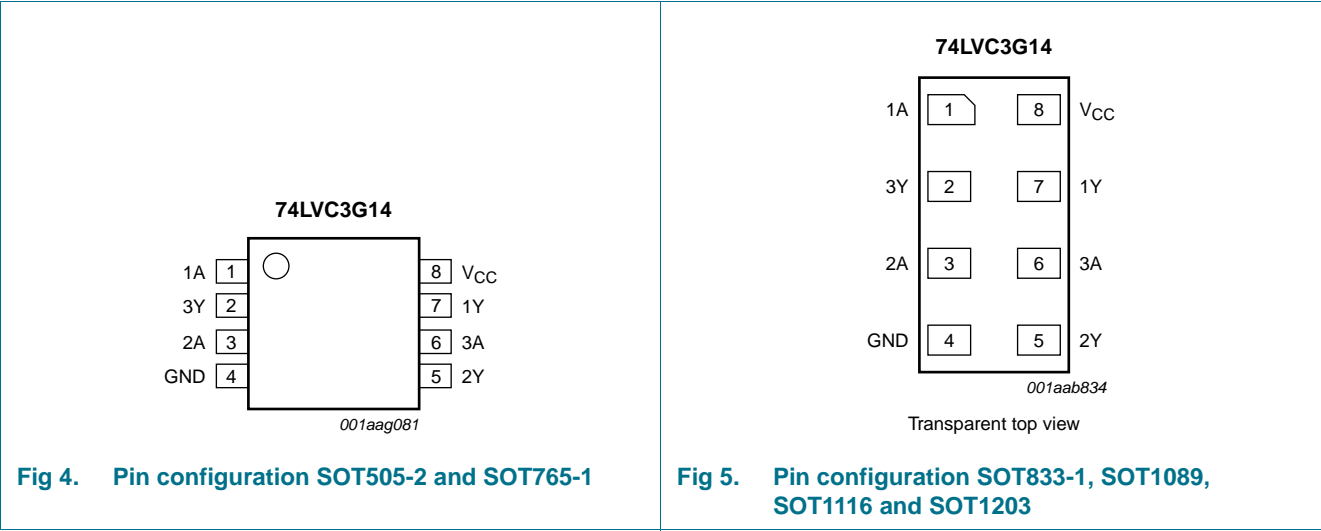 74LVC3G14
1A 1 8 VCC
3Y 2 7 1Y
2A 3 6 3A
GND 4 5 2Y
001aag081
Fig 4. Pin configuration SOT505-2 and SOT765-1
74LVC3G14
1A 1 8 VCC
3Y 2 7 1Y
2A 3 6 3A
GND 4 5 2Y
001aab834
Transparent top view
Fig 5. Pin configuration SOT833-1, SOT1089,
SOT1116 and SOT1203